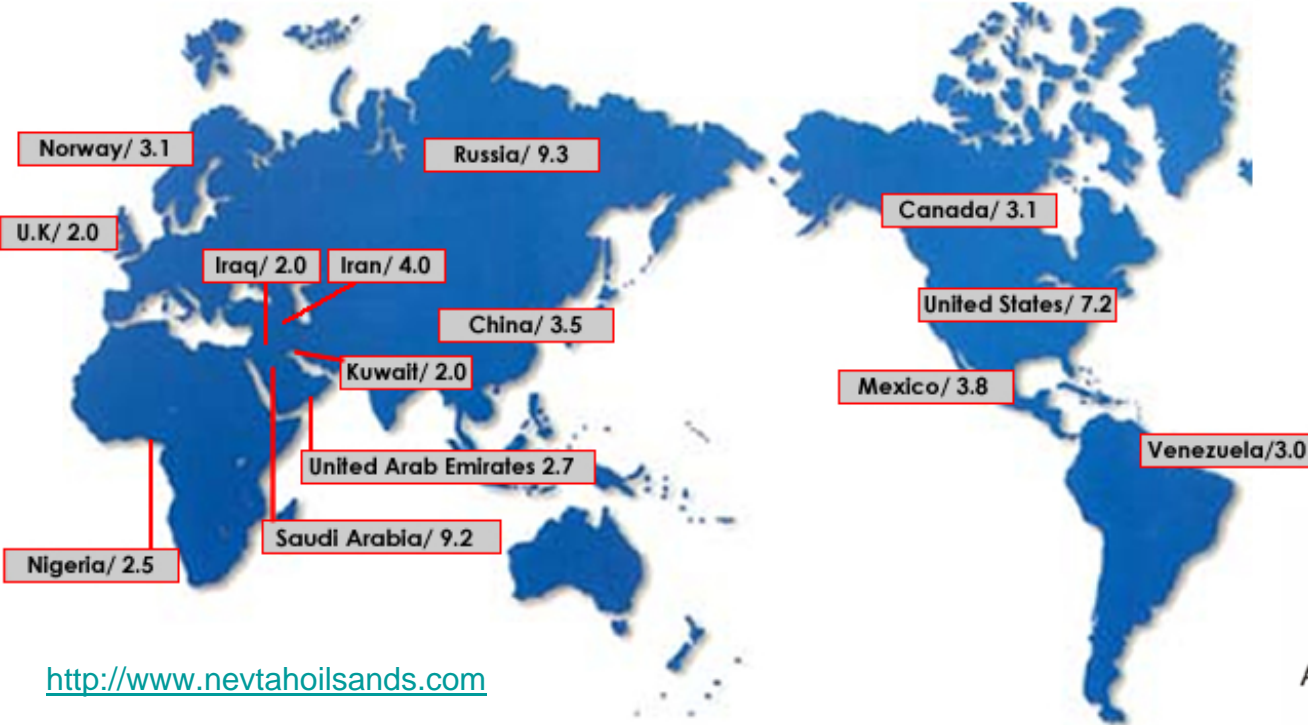 Norway/ 3.1
Russia/ 9.3
Canada/ 3.1
U.K/ 2.0
Iraq/ 2.0
Iran/ 4.0
United States/ 7.2
China/ 3.5
Kuwait/ 2.0
Mexico/ 3.8
Venezuela/3.0
United Arab Emirates 2.7
Saudi Arabia/ 9.2
Nigeria/ 2.5
http://www.nevtahoilsands.com